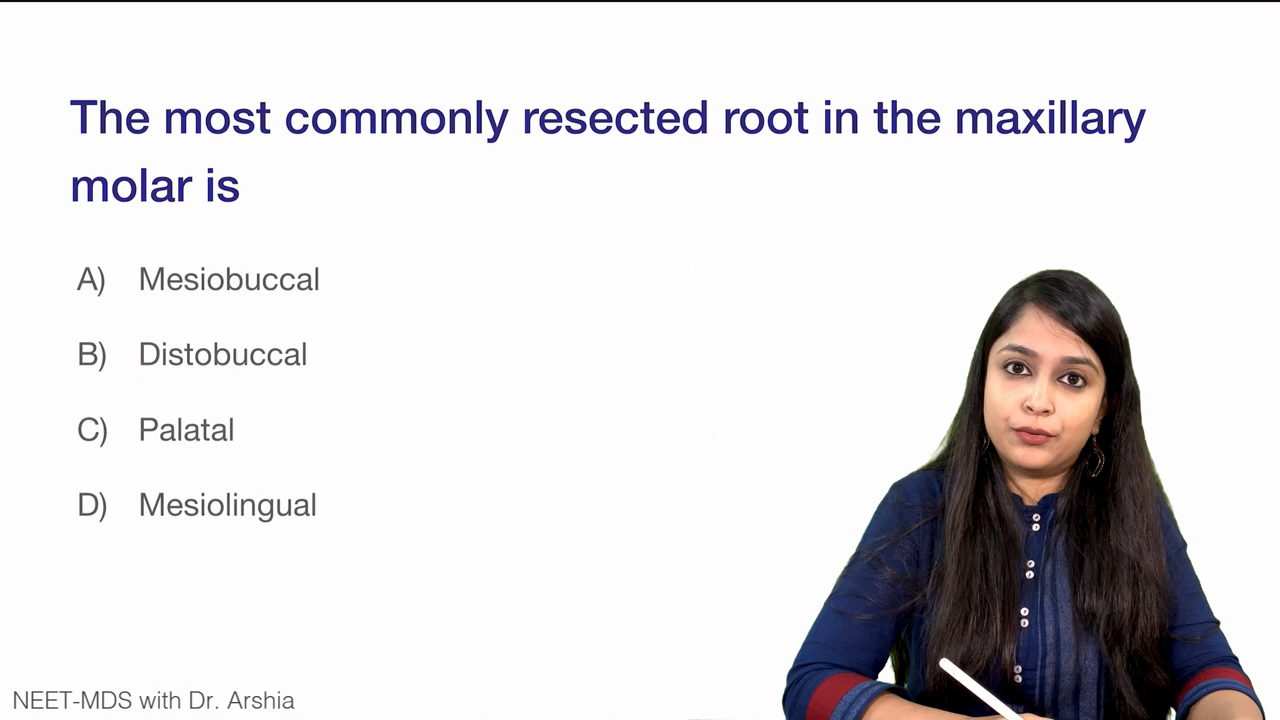 The most commonly resected root in the maxillary
molar is
A) Mesiobuccal
B) Distobuccal
C) Palatal
D) Mesiolingual
NEET-MDS with Dr. Arshia